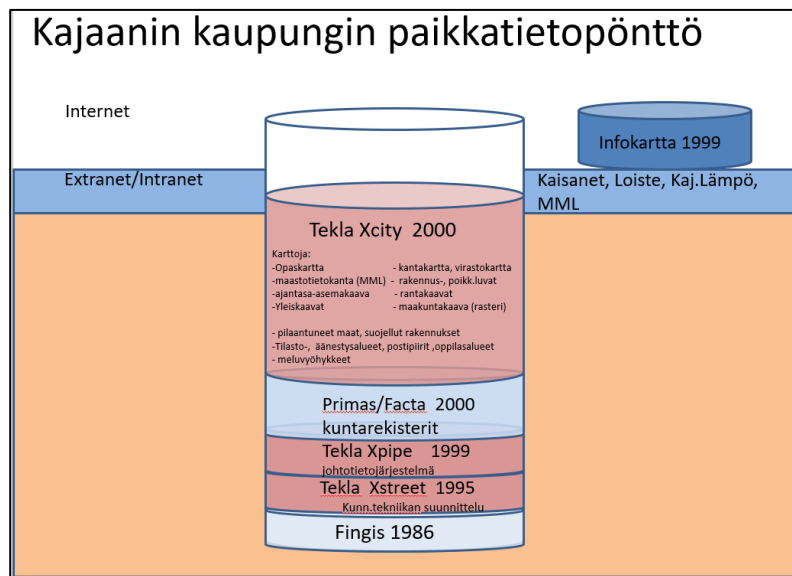 Kajaanin kaupungin paikkatietopönttö
Internet
Infokartta 1999
Extranet/Intranet
Kaisanet, Loiste, Kaj.Lämpö,
MML
Tekla Xcity 2000
Karttoja:
-Opaskartta - kantakartta, virastokartta
-maastotietokanta (MML) - rakennus-, poikk.luvat
-ajantasa-asemakaava - rantakaavat
-Yleiskaavat - maakuntakaava (rasteri)
- pilaantuneet maat, suojellut rakennukset
-Tilasto-, äänestysalueet, postipiirit ,oppilasalueet
- meluvyöhykkeet
Primas/Facta 2000
kuntarekisterit
Tekla Xpipe 1999
johtotietojärjestelmä
Tekla Xstreet 1995
Kunn.tekniikan suunnittelu
Fingis 1986